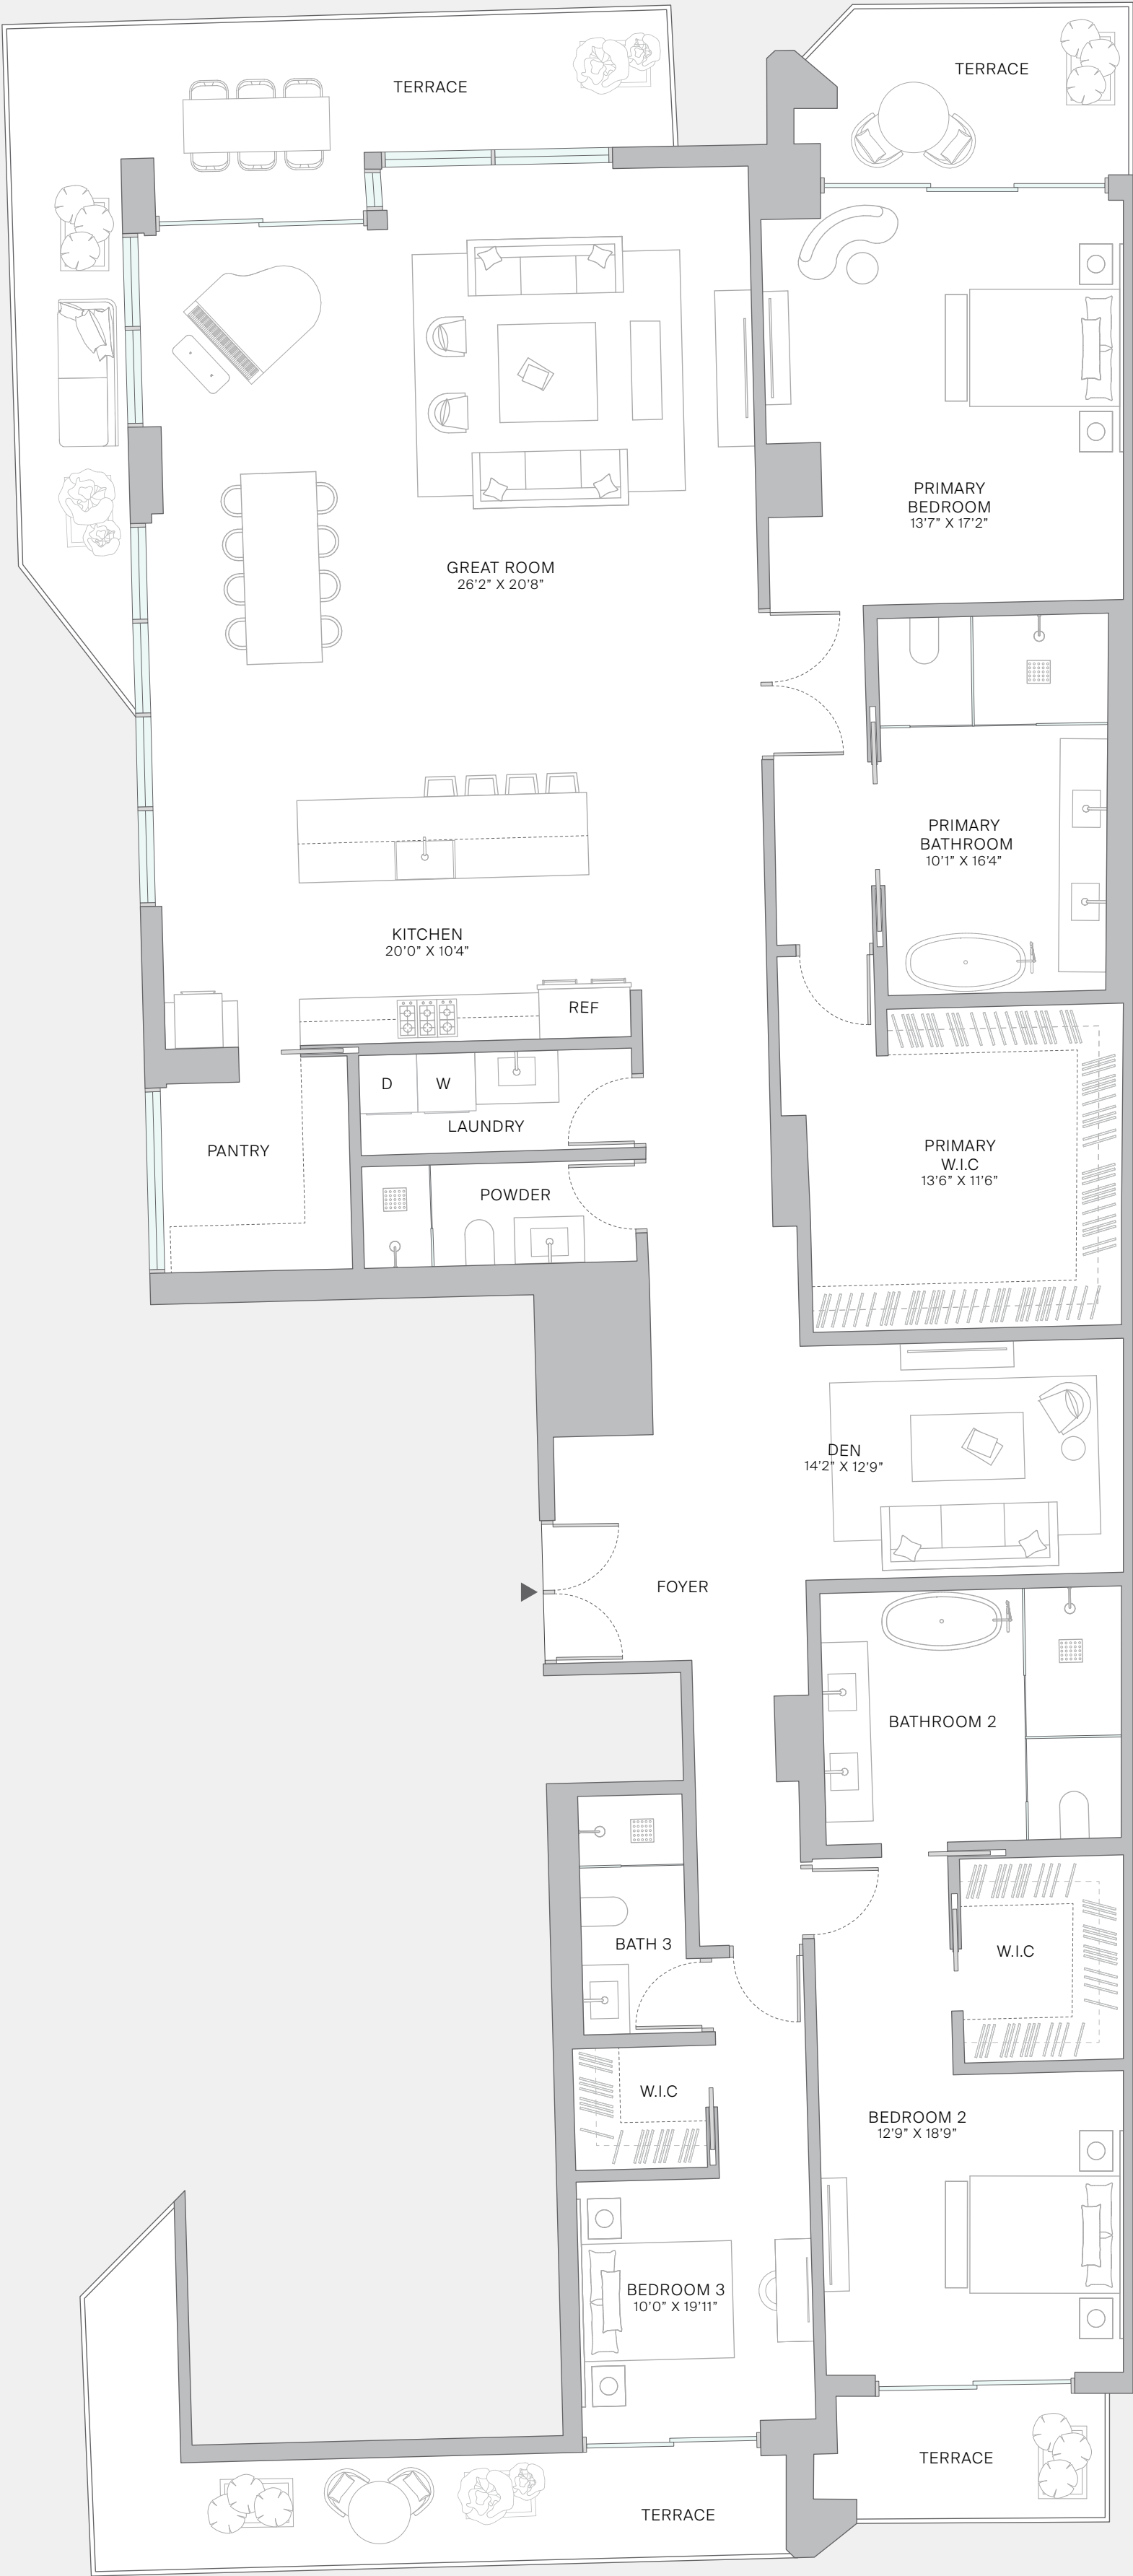 TERRACE
TERRACE
PRIMARY
BEDROOM
13'7" X 17'2"
GREAT ROOM
26'2" X 20'8"
PRIMARY
BATHROOM
10'1" X 16'4"
KITCHEN
20'0" X 10'4"
REF
D
W
LAUNDRY
PANTRY
PRIMARY
W.I.C
13'6" X 11'6"
POWDER
DEN
14'2" X 12'9"
FOYER
BATHROOM 2
BATH 3
W.I.C
W.I.C
BEDROOM 2
12'9" X 18'9"
BEDROOM 3
10'0" X 19'11"
TERRACE
TERRACE